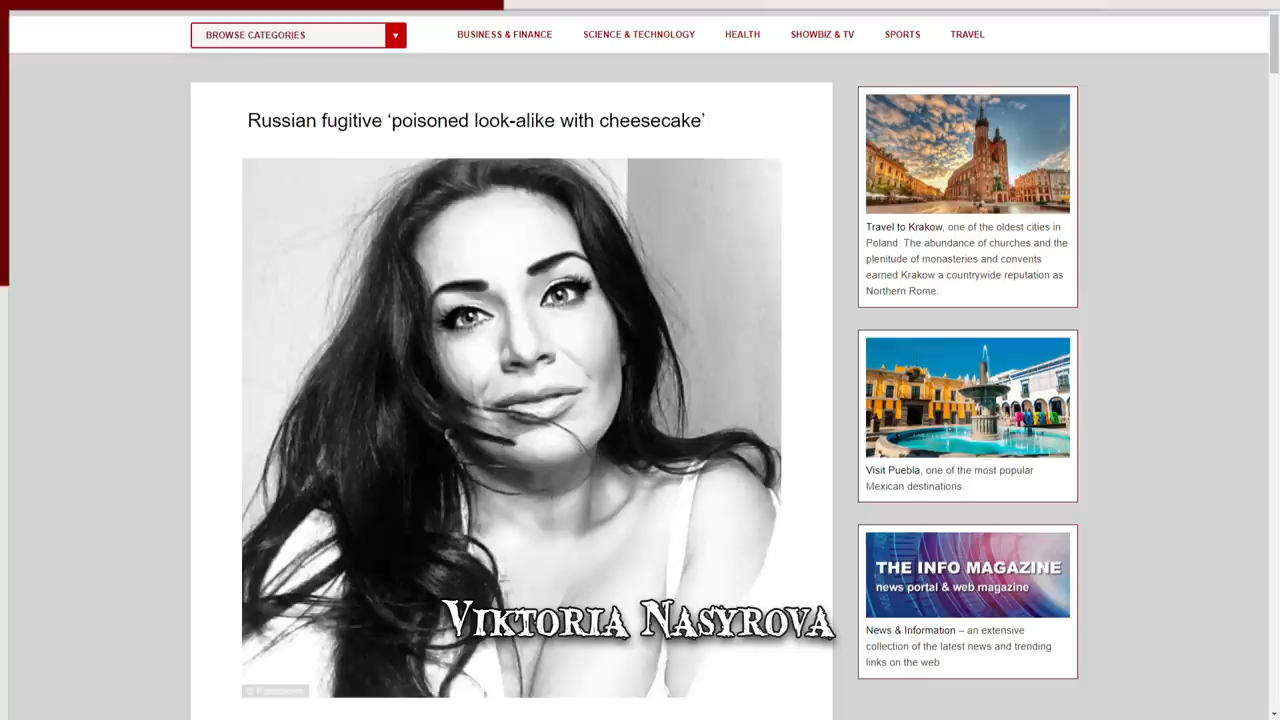 BROWSE CATEGORIES
BUSINESS & FINANCE
SCIENCE & TECHNOLOGY
HEALTH
SHOWBIZ & TV
SPORTS
TRAVEL
Russian fugitive ‘poisoned look-alike with cheesecake’
VIKTORIA NASYROVA
© Facebook
Travel to Krakow, one of the oldest cities in
Poland. The abundance of churches and the
plenitude of monasteries and convents
earned Krakow a countrywide reputation as
Northern Rome.
Visit Puebla, one of the most popular
Mexican destinations.
THE INFO MAGAZINE
news portal & web magazine
News & Information – an extensive
collection of the latest news and trending
links on the web